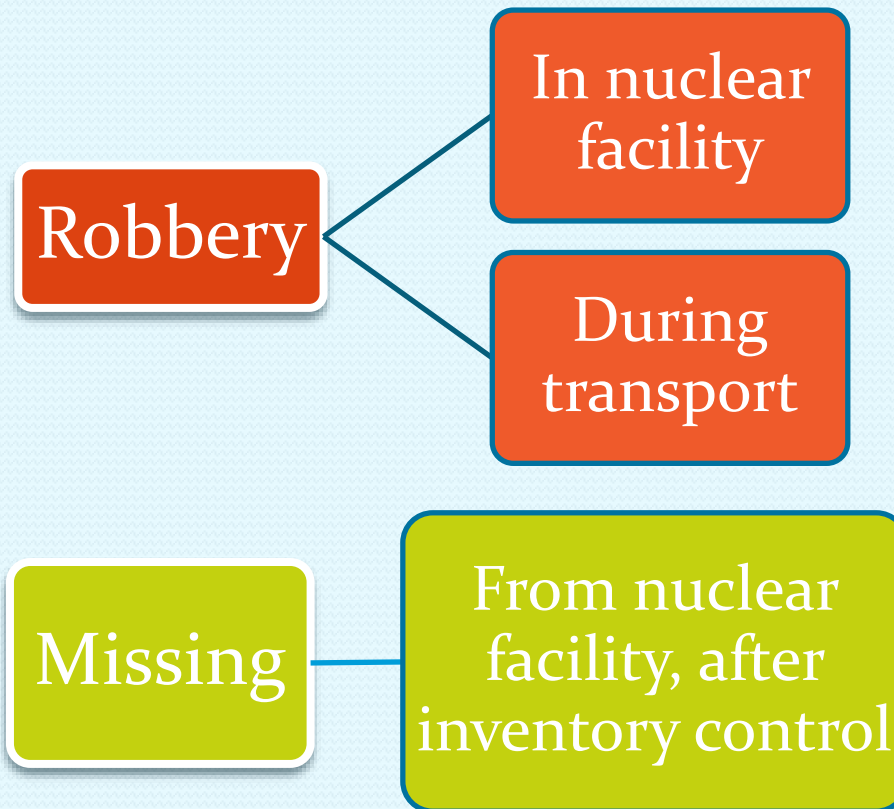 Robbery
In nuclear
facility
During
transport
Missing
From nuclear
facility, after
inventory control